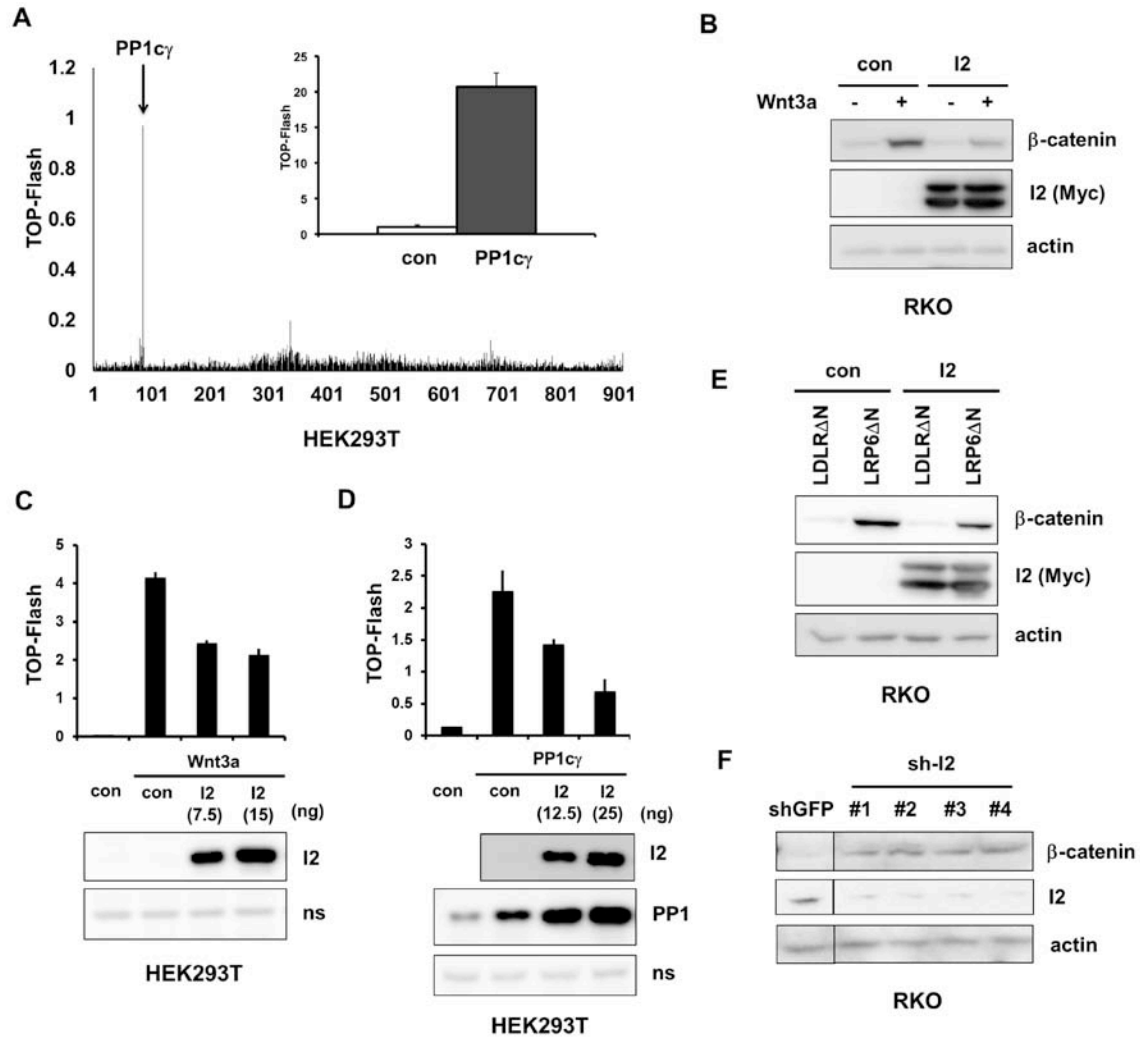 A
PP1cγ
1.2
1
0.8
0.6
0.4
0.2
0
TOP-Flash
1 101 201 301 401 501 601 701 801 901
HEK293T
25
20
15
10
5
0
TOP-Flash
con PP1cγ
B
con I2
Wnt3a - + - +
β-catenin
I2 (Myc)
actin
RKO
E
con I2
LDLRΔN LRP6ΔN LDLRΔN LRP6ΔN
β-catenin
I2 (Myc)
actin
RKO
C
5
4
3
2
1
0
TOP-Flash
Wnt3a
con con I2 I2
(7.5) (15) (ng)
I2
ns
HEK293T
D
3
2.5
2
1.5
1
0.5
0
TOP-Flash
PP1cγ
con con I2 I2
(12.5) (25) (ng)
I2
PP1
ns
HEK293T
F
sh-I2
shGFP #1 #2 #3 #4
β-catenin
I2
actin
RKO